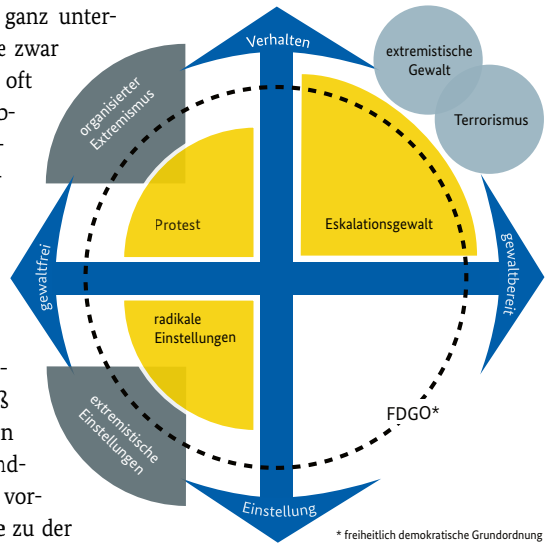 ganz unter-
zwar
oft
Verhalten
extremistische
Gewalt
Terrorismus
organisierter
Extremismus
Protest
Eskalationsgewalt
gewaltfrei
gewaltbereit
radikale
Einstellungen
extremistische
Einstellungen
FDGO*
Einstellung
ß
n
nd-
vor-
e zu der
* freiheitlich demokratische Grundordnung